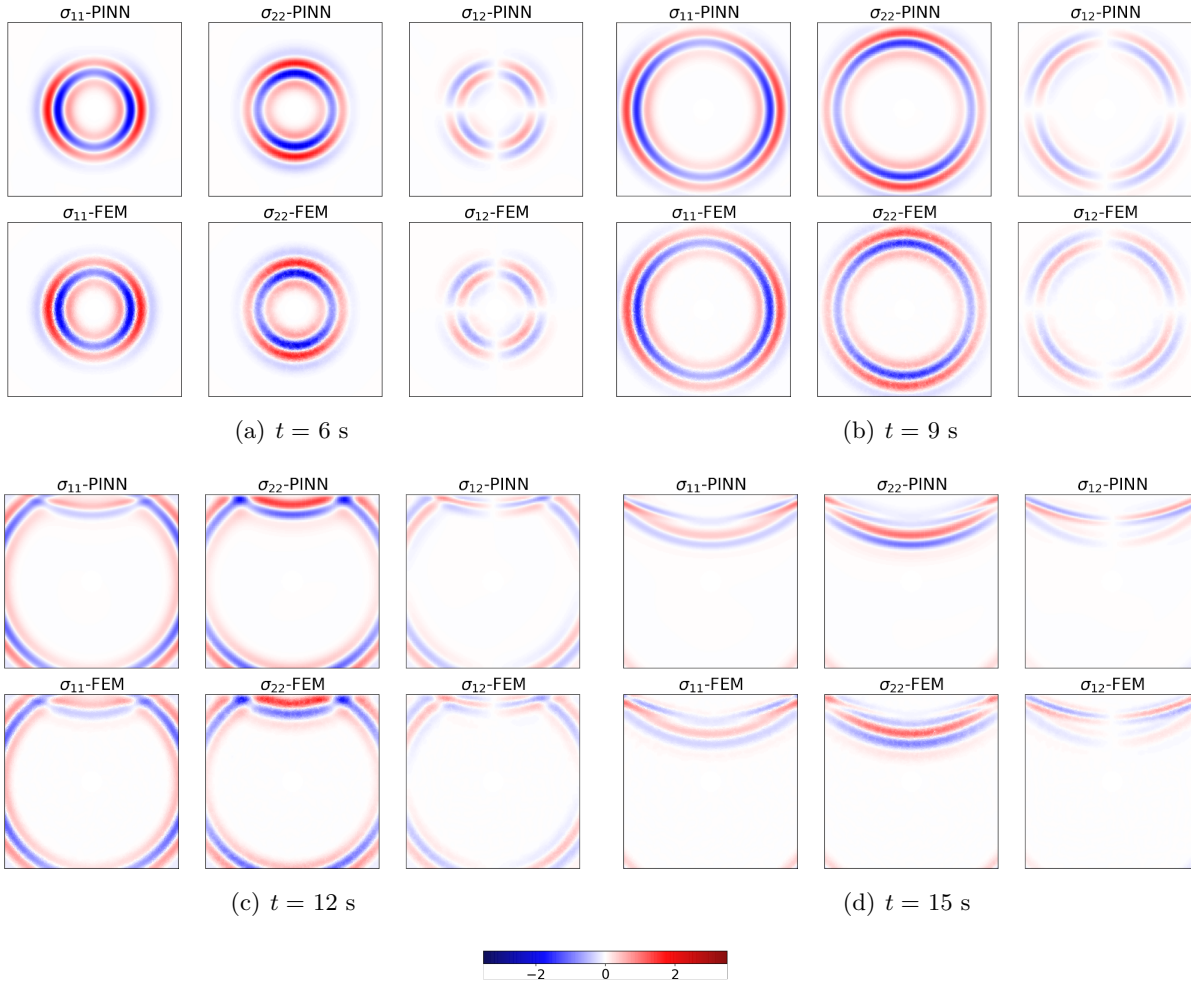 σ₁₁-PINN σ₂₂-PINN σ₁₂-PINN σ₁₁-PINN σ₂₂-PINN σ₁₂-PINN
σ₁₁-FEM σ₂₂-FEM σ₁₂-FEM σ₁₁-FEM σ₂₂-FEM σ₁₂-FEM
(a) t = 6 s (b) t = 9 s
σ₁₁-PINN σ₂₂-PINN σ₁₂-PINN σ₁₁-PINN σ₂₂-PINN σ₁₂-PINN
σ₁₁-FEM σ₂₂-FEM σ₁₂-FEM σ₁₁-FEM σ₂₂-FEM σ₁₂-FEM
(c) t = 12 s (d) t = 15 s
−2 0 2